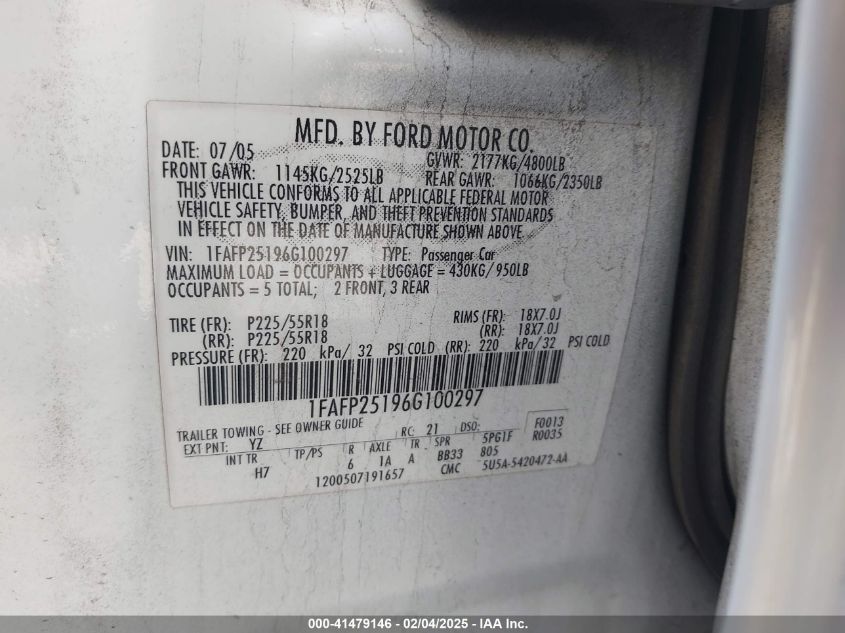 MFD. BY FORD MOTOR CO.
DATE: 07/05 GVWR: 2177KG/4800LB
FRONT GAWR: 1145KG/2525LB REAR GAWR: 1066KG/2350LB
THIS VEHICLE CONFORMS TO ALL APPLICABLE FEDERAL MOTOR
VEHICLE SAFETY, BUMPER, AND THEFT PREVENTION STANDARDS
IN EFFECT ON THE DATE OF MANUFACTURE SHOWN ABOVE.
VIN: 1FAFP25196G100297 TYPE: Passenger Car
MAXIMUM LOAD = OCCUPANTS + LUGGAGE = 430KG/950LB
OCCUPANTS = 5 TOTAL; 2 FRONT, 3 REAR
TIRE (FR): P225/55R18 RIMS (FR): 18X7.0J
(RR): P225/55R18 (RR): 18X7.0J
PRESSURE (FR): 220 kPa/ 32 PSI COLD (RR): 220 kPa/ 32 PSI COLD
1FAFP25196G100297
TRAILER TOWING - SEE OWNER GUIDE RC: 21 DSO: F0013
EXT PNT: YZ 5PG1F R0035
INT TR TP/PS R AXLE TR SPR 805
H7 6 1A A BB33 5U5A-5420472-AA
1200507191657 CMC
000-41479146 - 02/04/2025 - IAA Inc.